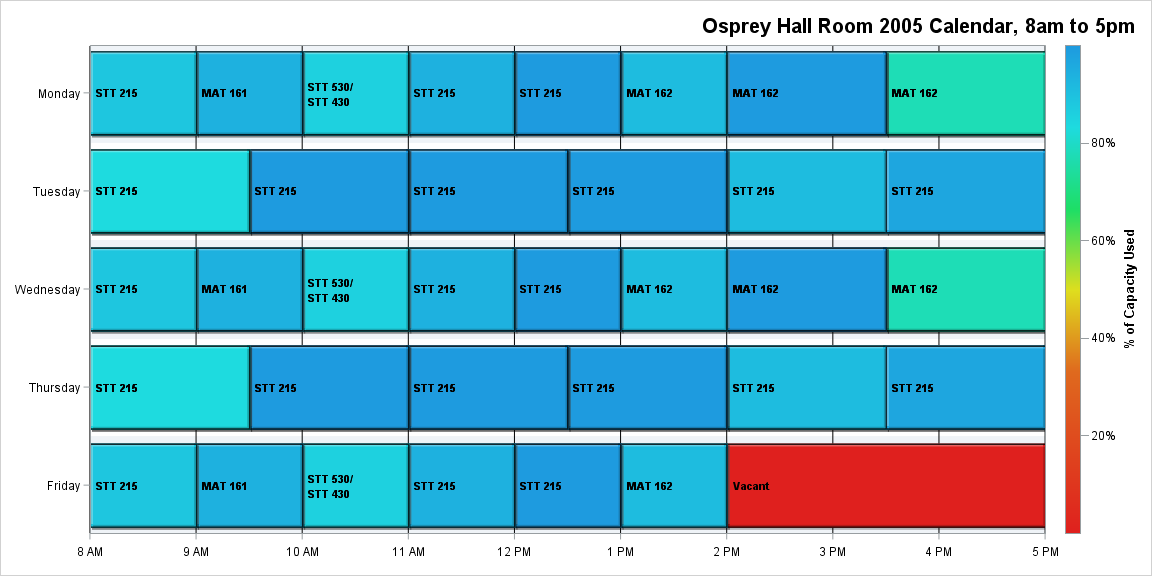 Osprey Hall Room 2005 Calendar, 8am to 5pm
Monday
STT 215
MAT 161
STT 530/
STT 430
STT 215
STT 215
MAT 162
MAT 162
MAT 162
Tuesday
STT 215
STT 215
STT 215
STT 215
STT 215
STT 215
Wednesday
STT 215
MAT 161
STT 530/
STT 430
STT 215
STT 215
MAT 162
MAT 162
MAT 162
Thursday
STT 215
STT 215
STT 215
STT 215
STT 215
STT 215
Friday
STT 215
MAT 161
STT 530/
STT 430
STT 215
STT 215
MAT 162
Vacant
8 AM 9 AM 10 AM 11 AM 12 PM 1 PM 2 PM 3 PM 4 PM 5 PM
80%
60%
40%
20%
% of Capacity Used